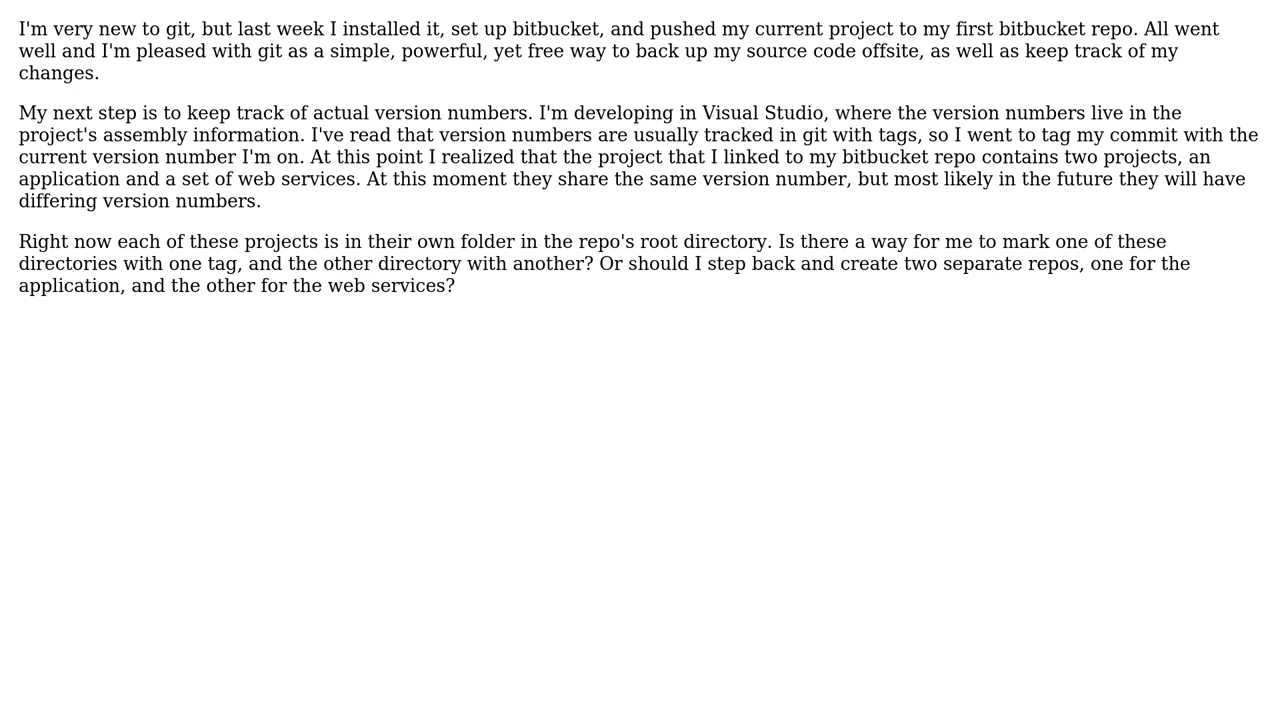 I'm very new to git, but last week I installed it, set up bitbucket, and pushed my current project to my first bitbucket repo. All went
well and I'm pleased with git as a simple, powerful, yet free way to back up my source code offsite, as well as keep track of my
changes.
My next step is to keep track of actual version numbers. I'm developing in Visual Studio, where the version numbers live in the
project's assembly information. I've read that version numbers are usually tracked in git with tags, so I went to tag my commit with the
current version number I'm on. At this point I realized that the project that I linked to my bitbucket repo contains two projects, an
application and a set of web services. At this moment they share the same version number, but most likely in the future they will have
differing version numbers.
Right now each of these projects is in their own folder in the repo's root directory. Is there a way for me to mark one of these
directories with one tag, and the other directory with another? Or should I step back and create two separate repos, one for the
application, and the other for the web services?